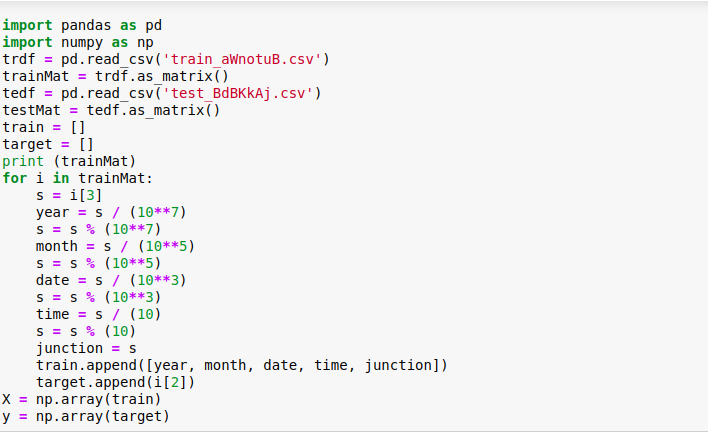 import pandas as pd
import numpy as np
trdf = pd.read_csv('train_aWnotuB.csv')
trainMat = trdf.as_matrix()
tedf = pd.read_csv('test_BdBKkAj.csv')
testMat = tedf.as_matrix()
train = []
target = []
print (trainMat)
for i in trainMat:
    s = i[3]
    year = s / (10**7)
    s = s % (10**7)
    month = s / (10**5)
    s = s % (10**5)
    date = s / (10**3)
    s = s % (10**3)
    time = s / (10)
    s = s % (10)
    junction = s
    train.append([year, month, date, time, junction])
    target.append(i[2])
X = np.array(train)
y = np.array(target)